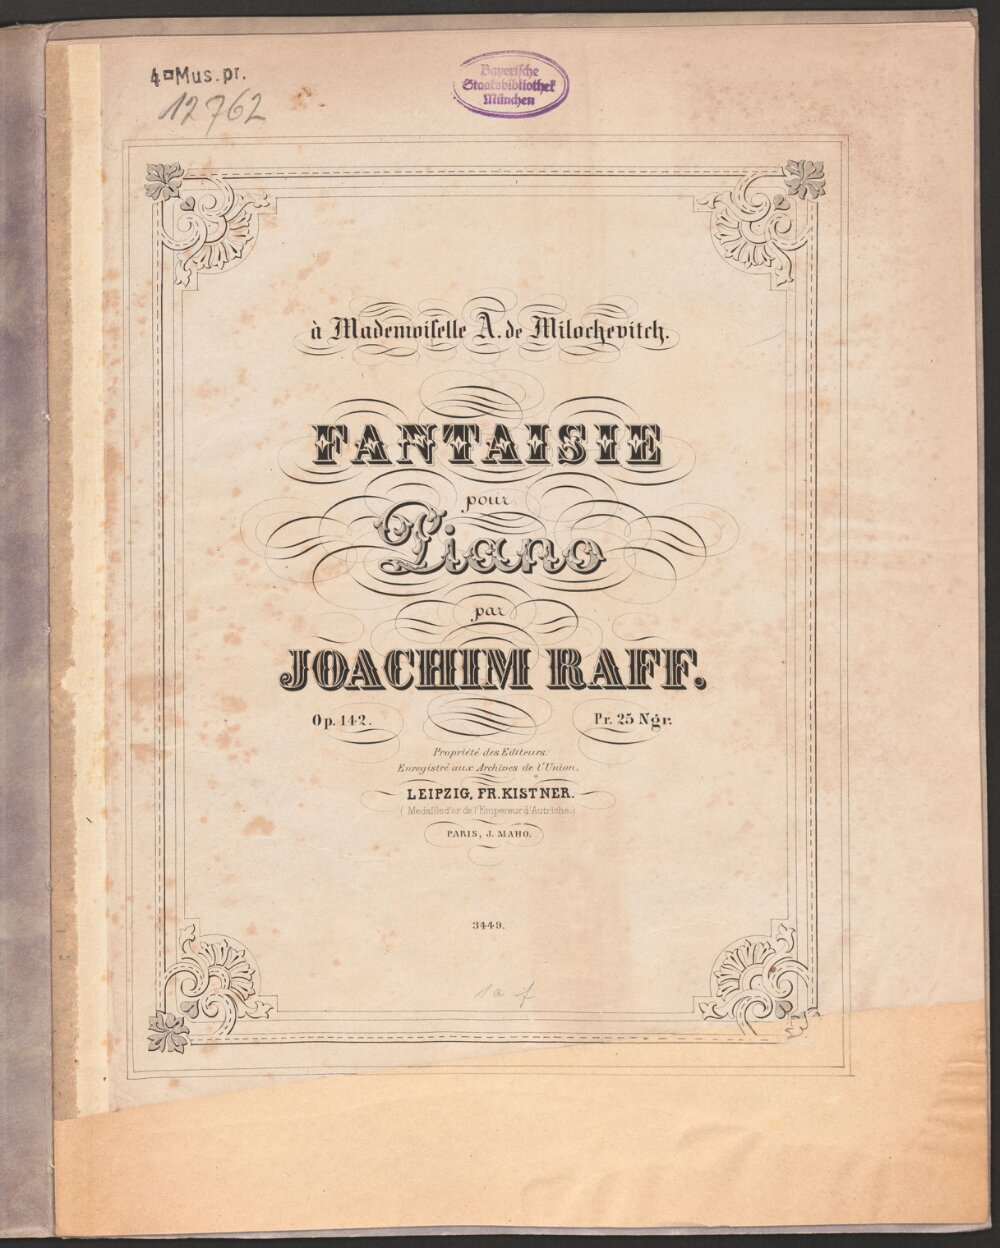 4□Mus.pr.
12762
Bayerische
Staatsbibliothek
München
à Mademoiſelle A. de Milochevitch.
FANTAISIE
pour
Piano
par
JOACHIM RAFF.
Op. 142. Pr. 25 Ngr.
Propriété des Editeurs.
Enregistré aux Archives de l'Union.
LEIPZIG, FR. KISTNER.
(Medaille d'or de l'Empereur d'Autriche.)
PARIS, J. MAHO.
3449.